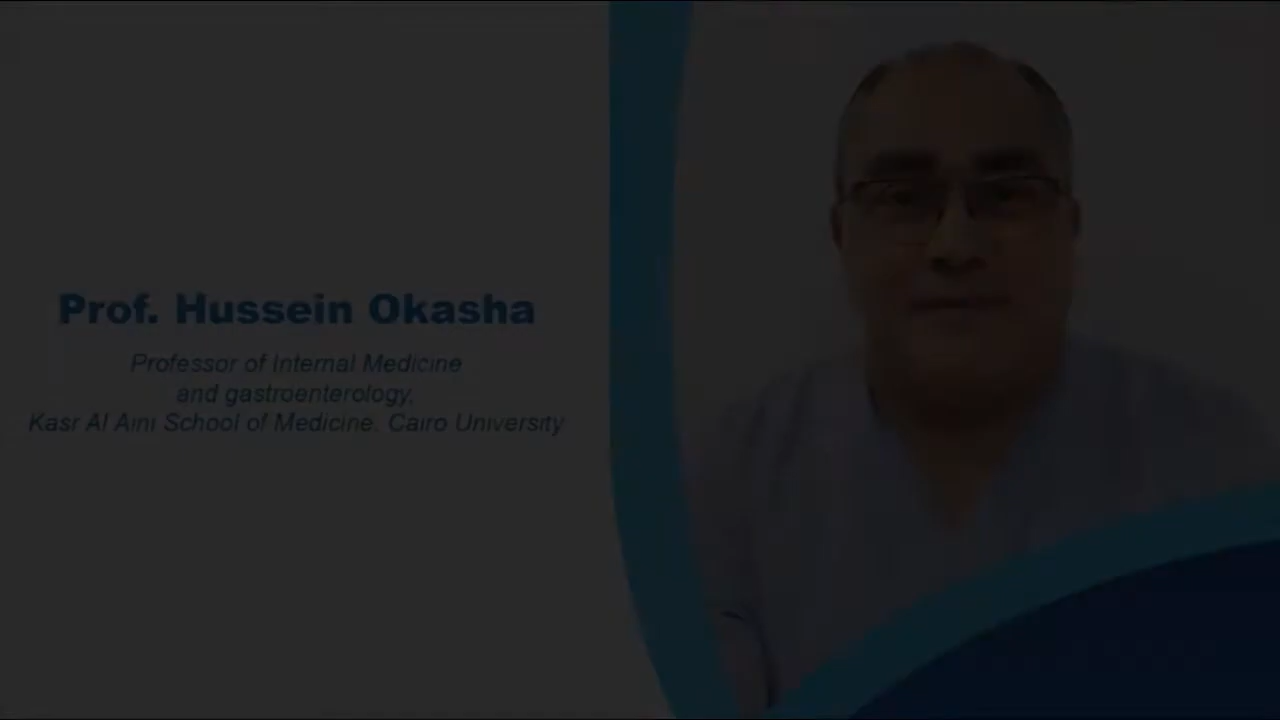 Prof. Hussein Okasha
Professor of Internal Medicine
and gastroenterology,
Kasr Al Aini School of Medicine, Cairo University